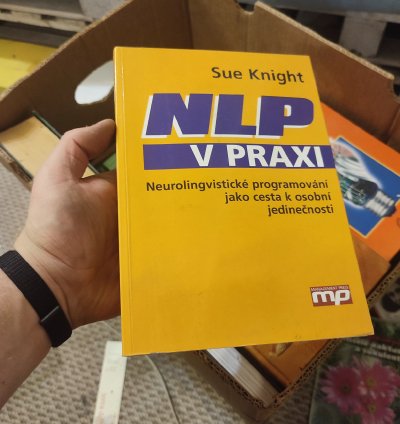 Sue Knight
NLP
V PRAXI
Neurolingvistické programování
jako cesta k osobní
jedinečnosti
MANAGEMENT PRESS
mp